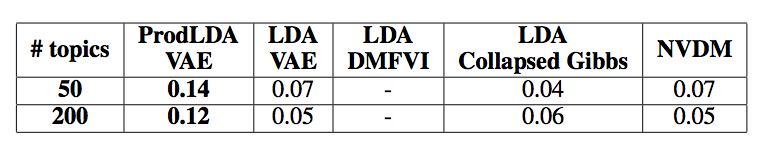 # topics ProdLDA VAE LDA VAE LDA DMFVI LDA Collapsed Gibbs NVDM
50 0.14 0.07 - 0.04 0.07
200 0.12 0.05 - 0.06 0.05